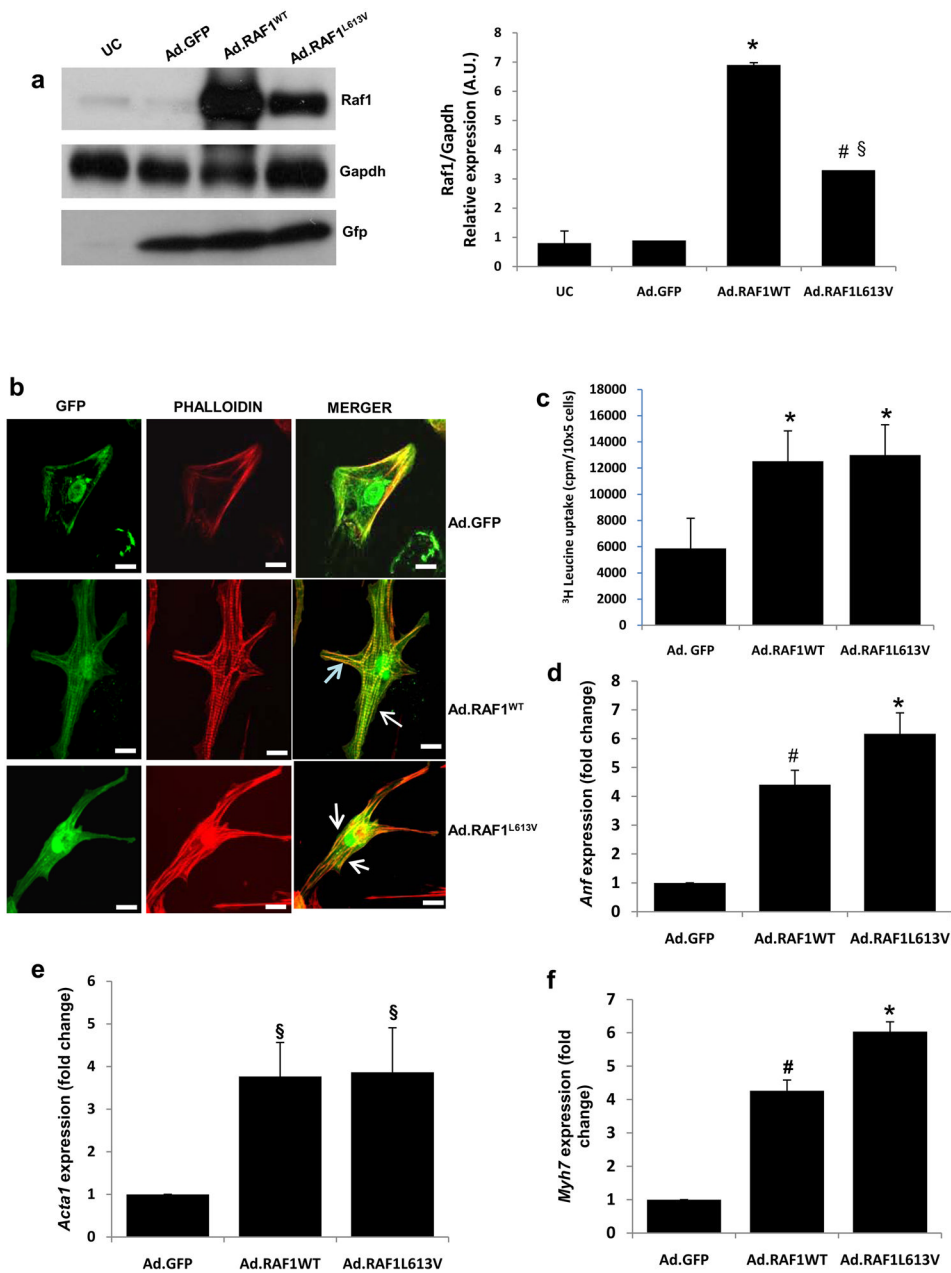 a
UC
Ad.GFP
Ad.RAF1WT
Ad.RAF1L613V
Raf1
Gapdh
Gfp
Raf1/Gapdh
Relative expression (A.U.)
8
7
6
5
4
3
2
1
0
*
# §
UC
Ad.GFP
Ad.RAF1WT
Ad.RAF1L613V
b
GFP
PHALLOIDIN
MERGER
Ad.GFP
Ad.RAF1WT
Ad.RAF1L613V
c
³H Leucine uptake (cpm/10x5 cells)
18000
16000
14000
12000
10000
8000
6000
4000
2000
0
*
*
Ad. GFP
Ad.RAF1WT
Ad.RAF1L613V
d
Anf expression (fold change)
8
7
6
5
4
3
2
1
0
#
*
Ad.GFP
Ad.RAF1WT
Ad.RAF1L613V
e
Acta1 expression (fold change)
6
5
4
3
2
1
0
§
§
Ad.GFP
Ad.RAF1WT
Ad.RAF1L613V
f
Myh7 expression (fold
change)
7
6
5
4
3
2
1
0
#
*
Ad.GFP
Ad.RAF1WT
Ad.RAF1L613V